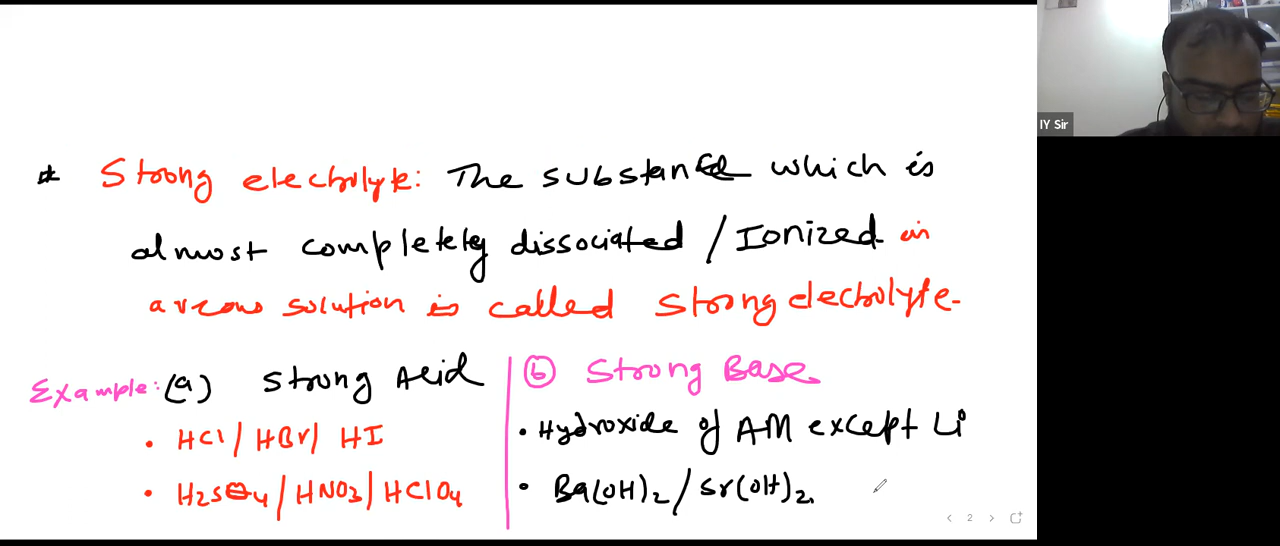 * Strong electrolyte: The substance which is
almost completely dissociated / Ionized in
aqueous solution is called Strong electrolyte.
Example: (a) Strong Acid
• HCl / HBr / HI
• H2SO4 / HNO3 / HClO4
(b) Strong Base
• Hydroxide of AM except Li
• Ba(OH)2 / Sr(OH)2,
2
IY Sir